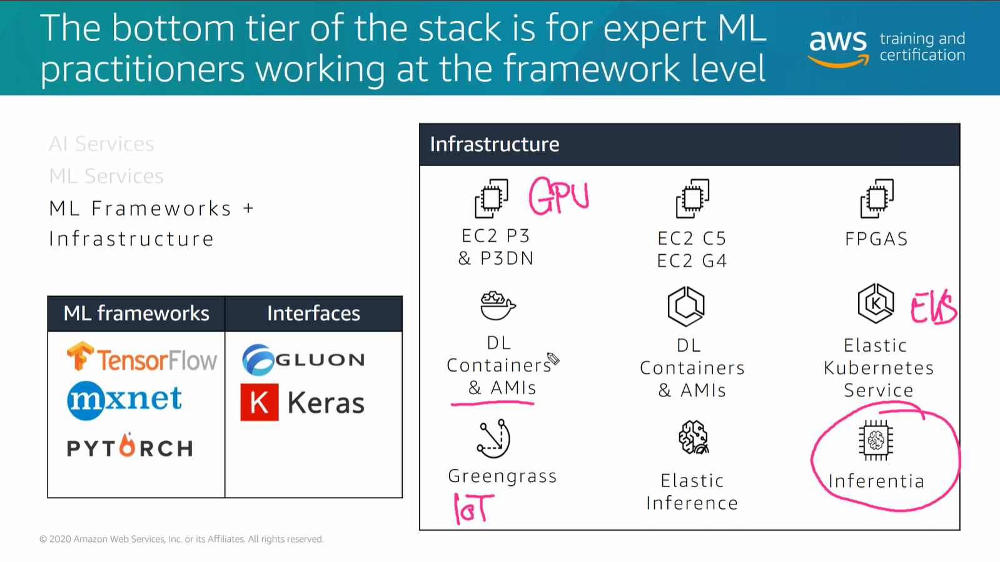 The bottom tier of the stack is for expert ML
practitioners working at the framework level
aws training and
certification
AI Services
ML Services
ML Frameworks +
Infrastructure
ML frameworks
Interfaces
TensorFlow
mxnet
PYTORCH
GLUON
K Keras
Infrastructure
GPU
EC2 P3
& P3DN
EC2 C5
EC2 G4
FPGAS
DL
Containers
& AMIs
DL
Containers
& AMIs
K
EKS
Elastic
Kubernetes
Service
Greengrass
IoT
Elastic
Inference
Inferentia
© 2020 Amazon Web Services, Inc. or its Affiliates. All rights reserved.